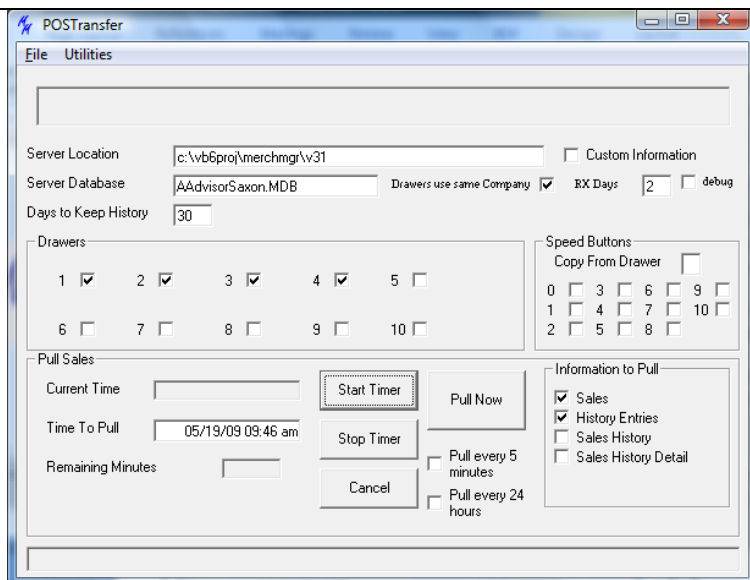 POSTransfer
File Utilities
Server Location c:\vb6proj\merchmgr\v31 Custom Information
Server Database AAdvisorSaxon.MDB Drawers use same Company RX Days 2 debug
Days to Keep History 30
Drawers
1 2 3 4 5
6 7 8 9 10
Speed Buttons
Copy From Drawer
0 3 6 9
1 4 7 10
2 5 8
Pull Sales
Current Time
Time To Pull 05/19/09 09:46 am
Remaining Minutes
Start Timer
Stop Timer
Cancel
Pull Now
Pull every 5
minutes
Pull every 24
hours
Information to Pull
Sales
History Entries
Sales History
Sales History Detail